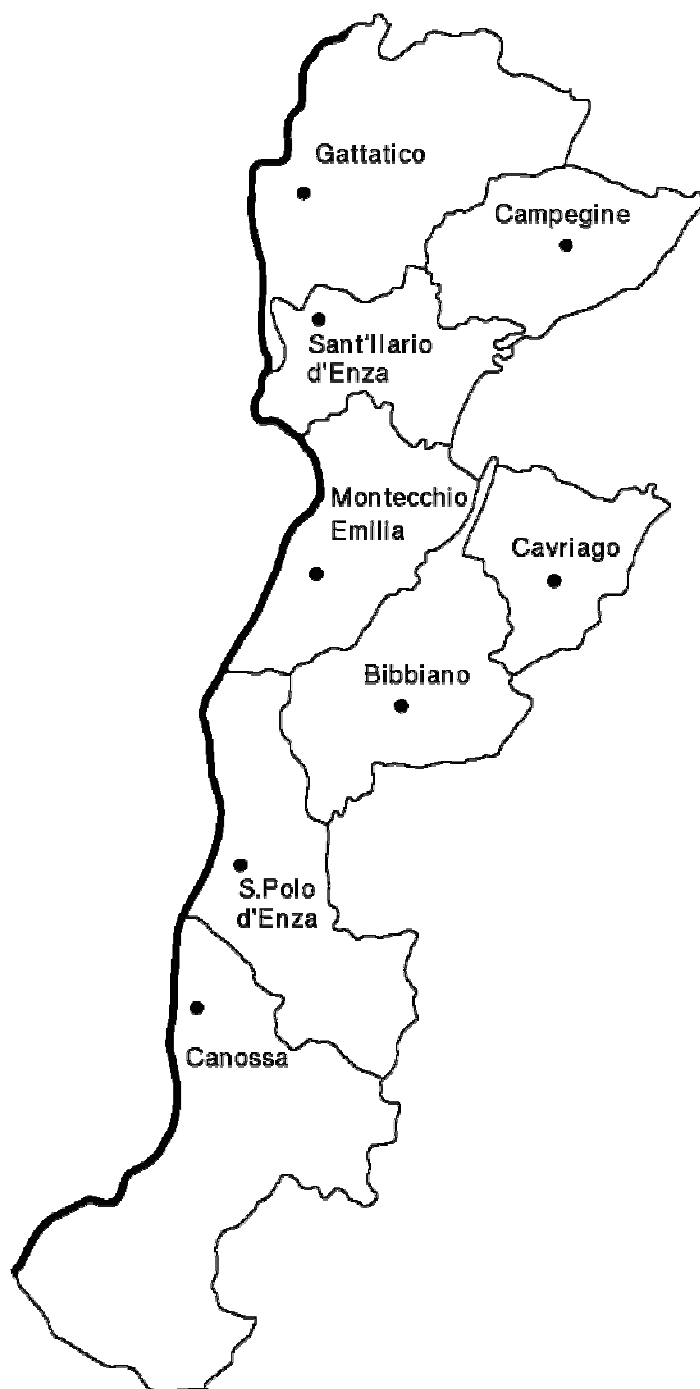 Gattatico
Campegine
Sant'Ilario
d'Enza
Montecchio
Emilia
Cavriago
Bibbiano
S.Polo
d'Enza
Canossa